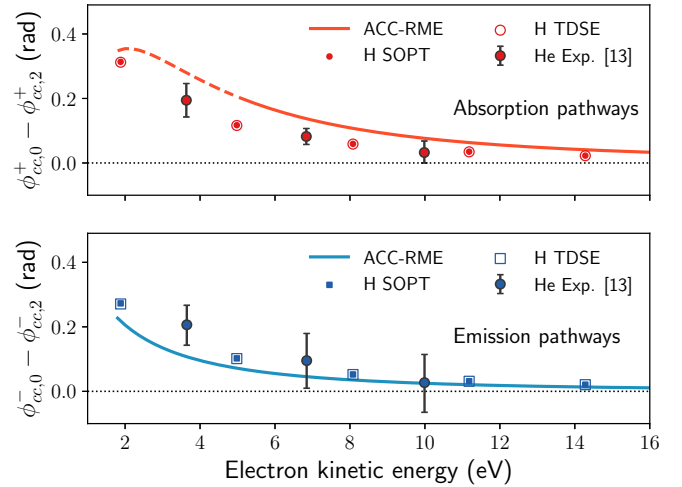 0.4
0.2
0.0
ϕ⁺cc,0 − ϕ⁺cc,2 (rad)
ACC-RME
H SOPT
H TDSE
He Exp. [13]
Absorption pathways
0.4
0.2
0.0
ϕ⁻cc,0 − ϕ⁻cc,2 (rad)
ACC-RME
H SOPT
H TDSE
He Exp. [13]
Emission pathways
2 4 6 8 10 12 14 16
Electron kinetic energy (eV)